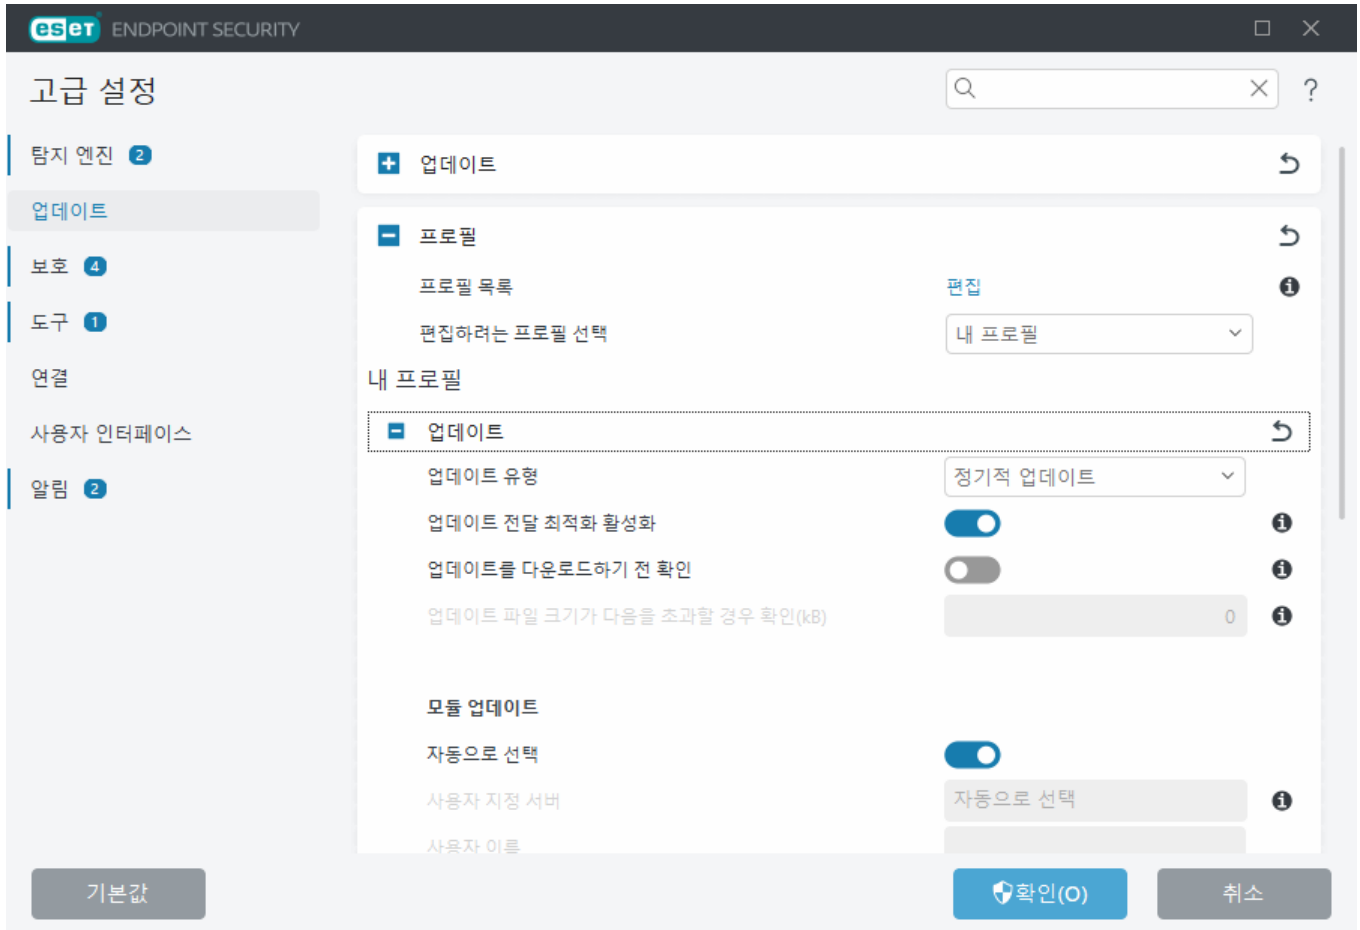 eset ENDPOINT SECURITY
고급 설정
?
탐지 엔진 2
업데이트
보호 4
도구 1
연결
사용자 인터페이스
알림 2
업데이트
프로필
프로필 목록 편집
편집하려는 프로필 선택 내 프로필
내 프로필
업데이트
업데이트 유형 정기적 업데이트
업데이트 전달 최적화 활성화
업데이트를 다운로드하기 전 확인
업데이트 파일 크기가 다음을 초과할 경우 확인(kB) 0
모듈 업데이트
자동으로 선택
사용자 지정 서버 자동으로 선택
사용자 이름
기본값 확인(O) 취소